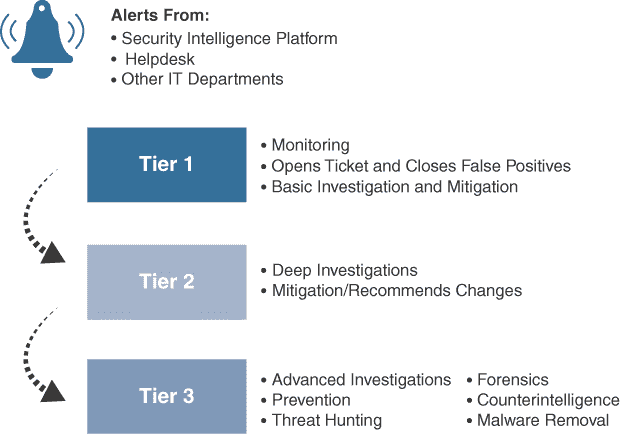 Alerts From:
• Security Intelligence Platform
• Helpdesk
• Other IT Departments
Tier 1
• Monitoring
• Opens Ticket and Closes False Positives
• Basic Investigation and Mitigation
Tier 2
• Deep Investigations
• Mitigation/Recommends Changes
Tier 3
• Advanced Investigations
• Prevention
• Threat Hunting
• Forensics
• Counterintelligence
• Malware Removal